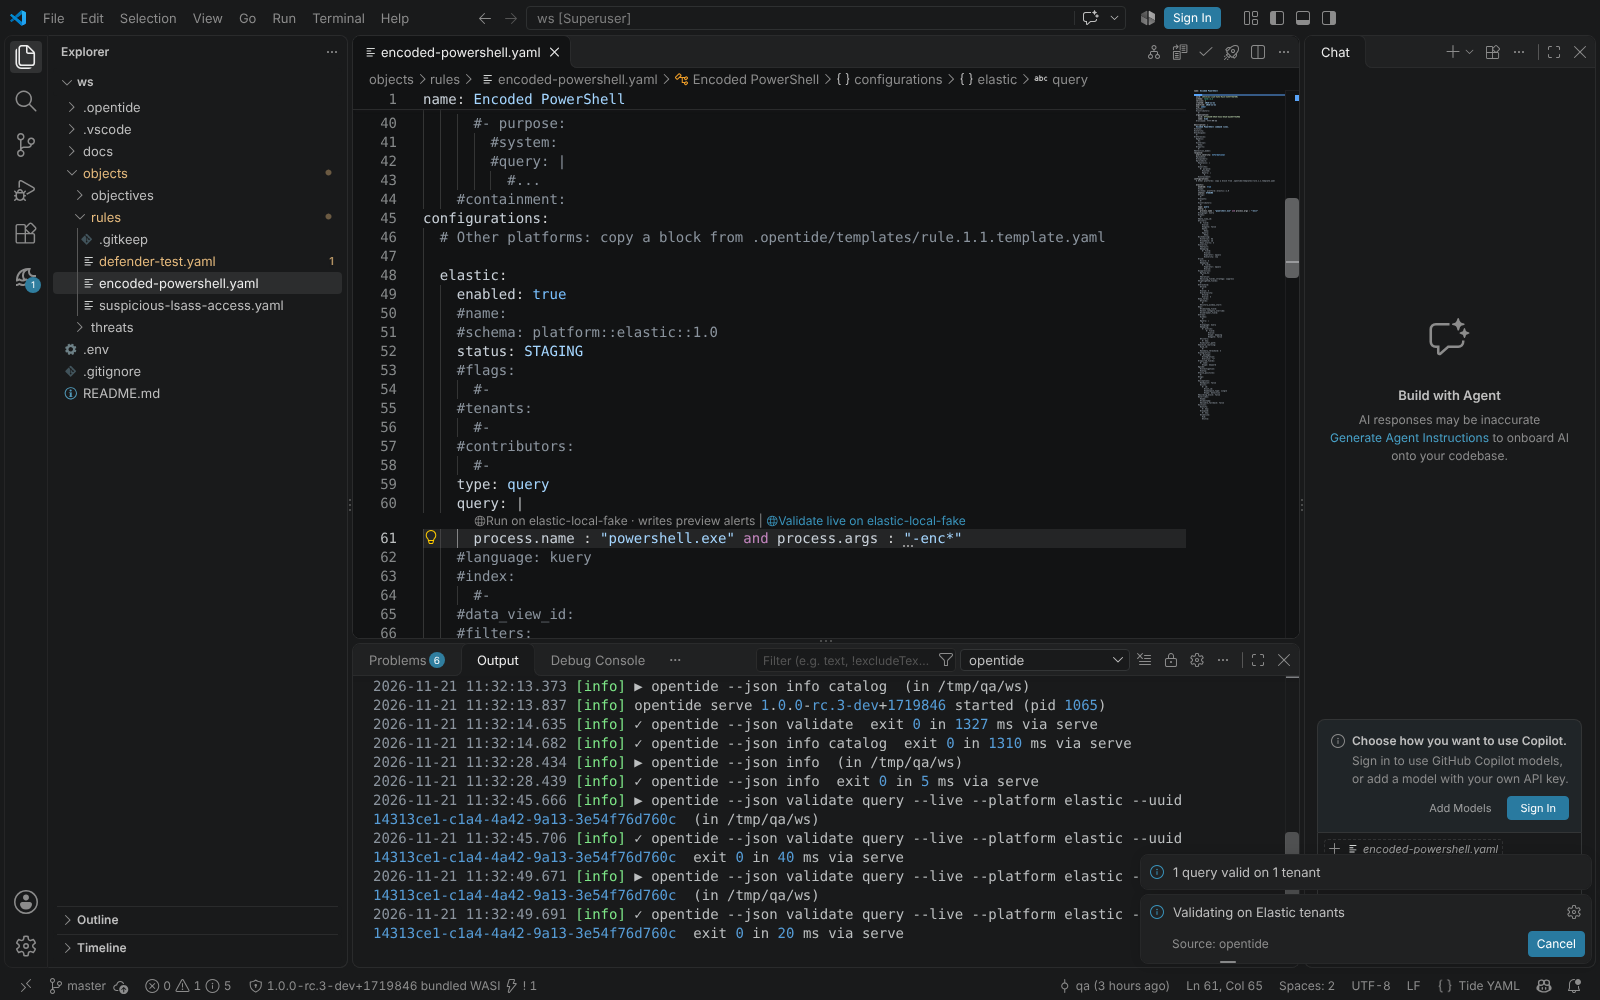 File Edit Selection View Go Run Terminal Help
ws [Superuser]
Sign In
Explorer
ws
.opentide
.vscode
docs
objects
objectives
rules
.gitkeep
defender-test.yaml 1
encoded-powershell.yaml
suspicious-lsass-access.yaml
threats
.env
.gitignore
README.md
Outline
Timeline
1
encoded-powershell.yaml
objects > rules > encoded-powershell.yaml > Encoded PowerShell > { } configurations > { } elastic > abc query
1 name: Encoded PowerShell
40 #- purpose:
41 #system:
42 #query: |
43 #...
44 #containment:
45 configurations:
46 # Other platforms: copy a block from .opentide/templates/rule.1.1.template.yaml
47
48 elastic:
49 enabled: true
50 #name:
51 #schema: platform::elastic::1.0
52 status: STAGING
53 #flags:
54 #-
55 #tenants:
56 #-
57 #contributors:
58 #-
59 type: query
60 query: |
Run on elastic-local-fake · writes preview alerts | Validate live on elastic-local-fake
61 process.name : "powershell.exe" and process.args : "-enc*"
62 #language: kuery
63 #index:
64 #-
65 #data_view_id:
66 #filters:
Problems 6 Output Debug Console ...
Filter (e.g. text, !excludeTex...
opentide
2026-11-21 11:32:13.373 [info] ▶ opentide --json info catalog (in /tmp/qa/ws)
2026-11-21 11:32:13.837 [info] opentide serve 1.0.0-rc.3-dev+1719846 started (pid 1065)
2026-11-21 11:32:14.635 [info] ✓ opentide --json validate exit 0 in 1327 ms via serve
2026-11-21 11:32:14.682 [info] ✓ opentide --json info catalog exit 0 in 1310 ms via serve
2026-11-21 11:32:28.434 [info] ▶ opentide --json info (in /tmp/qa/ws)
2026-11-21 11:32:28.439 [info] ✓ opentide --json info exit 0 in 5 ms via serve
2026-11-21 11:32:45.666 [info] ▶ opentide --json validate query --live --platform elastic --uuid
14313ce1-c1a4-4a42-9a13-3e54f76d760c (in /tmp/qa/ws)
2026-11-21 11:32:45.706 [info] ✓ opentide --json validate query --live --platform elastic --uuid
14313ce1-c1a4-4a42-9a13-3e54f76d760c exit 0 in 40 ms via serve
2026-11-21 11:32:49.671 [info] ▶ opentide --json validate query --live --platform elastic -
14313ce1-c1a4-4a42-9a13-3e54f76d760c (in /tmp/qa/ws)
2026-11-21 11:32:49.691 [info] ✓ opentide --json validate query --live --platform elastic -
14313ce1-c1a4-4a42-9a13-3e54f76d760c exit 0 in 20 ms via serve
Chat
Build with Agent
AI responses may be inaccurate
Generate Agent Instructions to onboard AI
onto your codebase.
Choose how you want to use Copilot.
Sign in to use GitHub Copilot models,
or add a model with your own API key.
Add Models Sign In
encoded-powershell.yaml
1 query valid on 1 tenant
Validating on Elastic tenants
Source: opentide
Cancel
master 0 1 5 1.0.0-rc.3-dev+1719846 bundled WASI ! 1
qa (3 hours ago) Ln 61, Col 65 Spaces: 2 UTF-8 LF { } Tide YAML